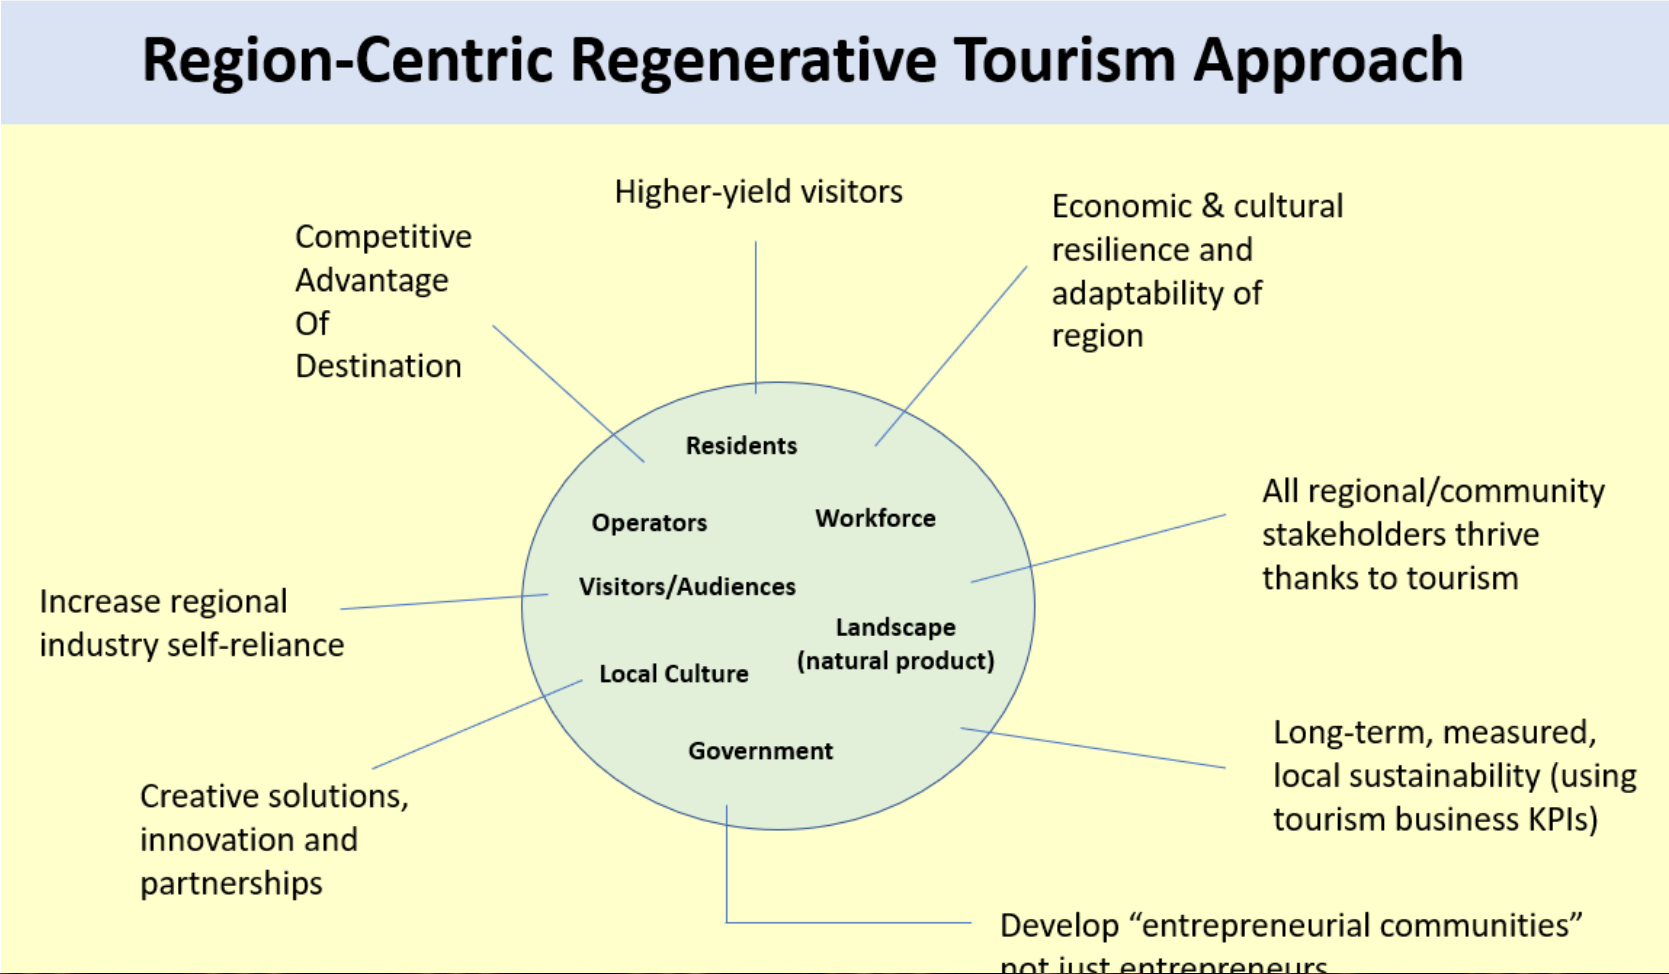 Region-Centric Regenerative Tourism Approach
Higher-yield visitors
Competitive
Advantage
Of
Destination
Economic & cultural
resilience and
adaptability of
region
Residents
Operators
Workforce
Visitors/Audiences
Landscape
(natural product)
Local Culture
Government
All regional/community
stakeholders thrive
thanks to tourism
Increase regional
industry self-reliance
Long-term, measured,
local sustainability (using
tourism business KPIs)
Creative solutions,
innovation and
partnerships
Develop “entrepreneurial communities”
not just entrepreneurs